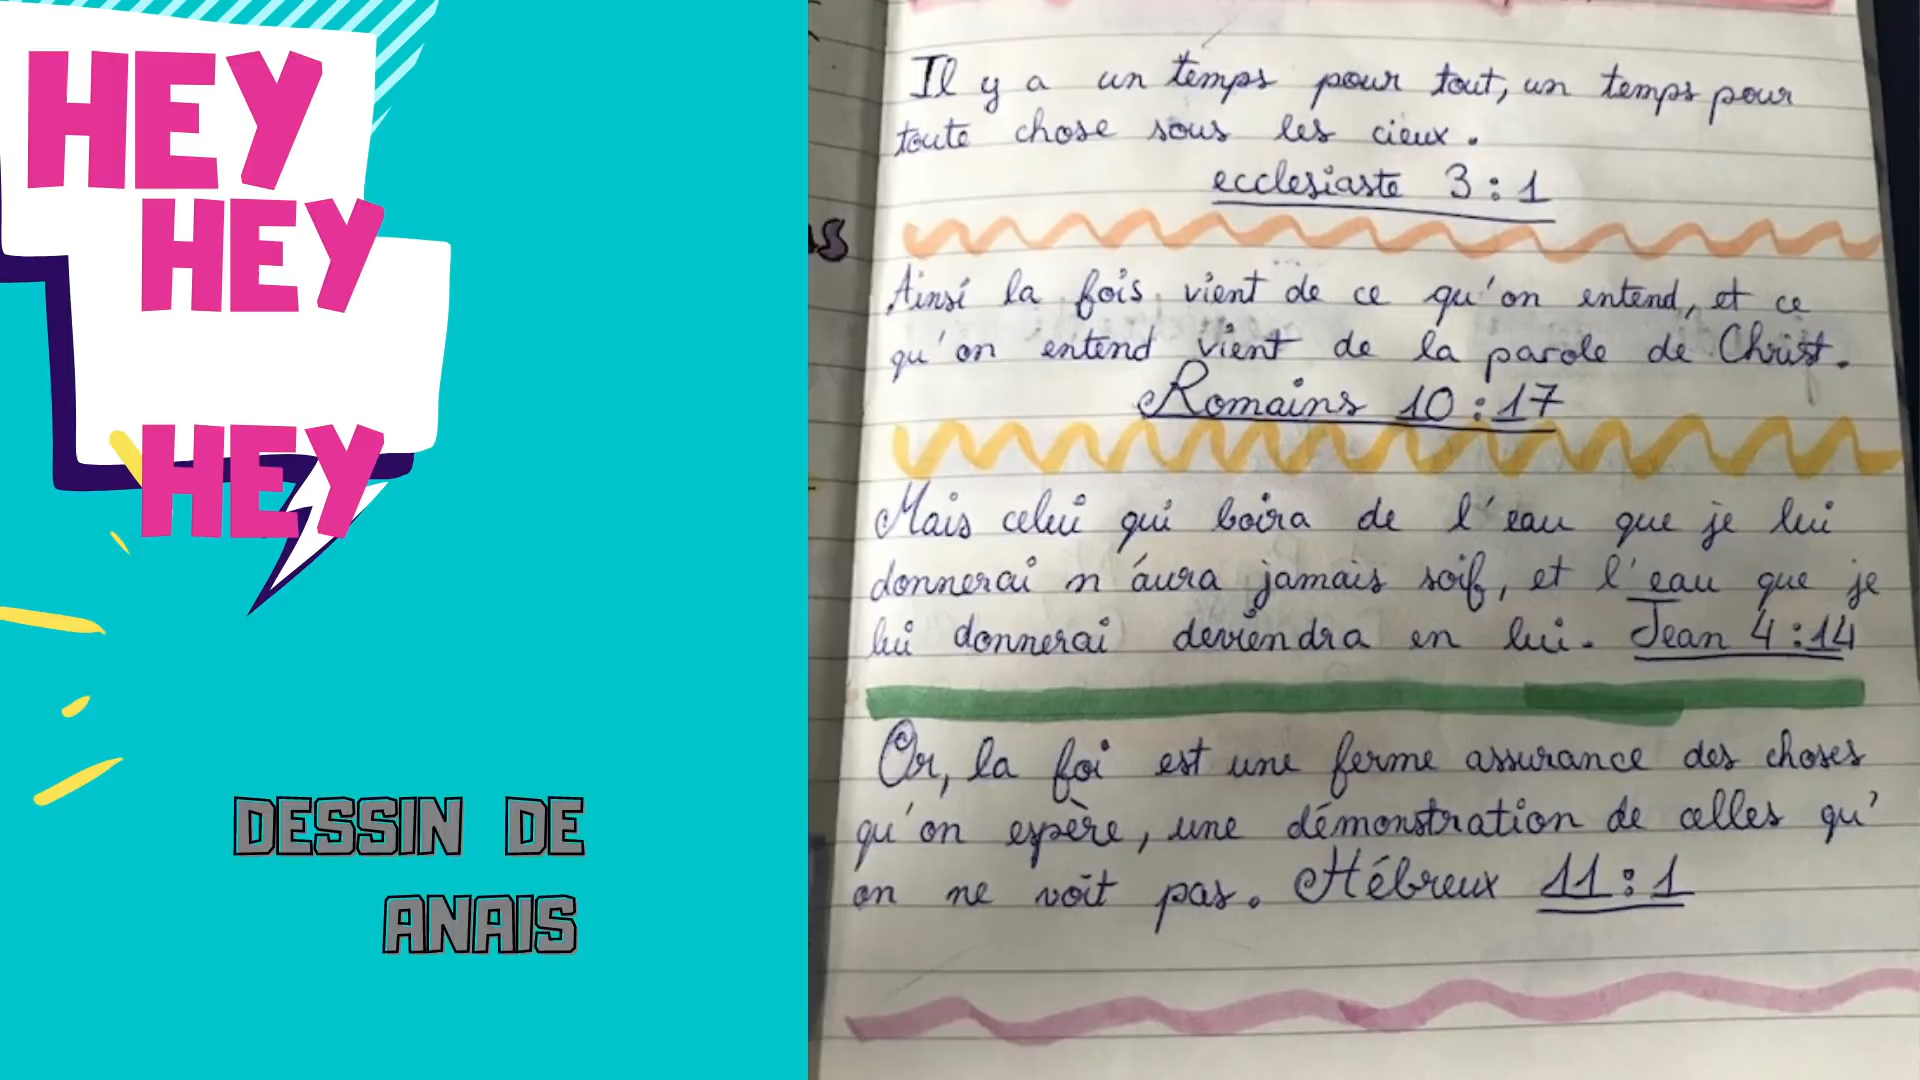 HEY
HEY
HEY
DESSIN DE
ANAIS
Il y a un temps pour tout, un temps pour
toute chose sous les cieux.
ecclesiaste 3:1
Ainsi la fois vient de ce qu'on entend, et ce
qu'on entend vient de la parole de Christ.
Romains 10:17
Mais celui qui boira de l'eau que je lui
donnerai n'aura jamais soif, et l'eau que je
lui donnerai deviendra en lui. Jean 4:14
Or, la foi est une ferme assurance des choses
qu'on espère, une démonstration de celles qu'
on ne voit pas. Hébreux 11:1